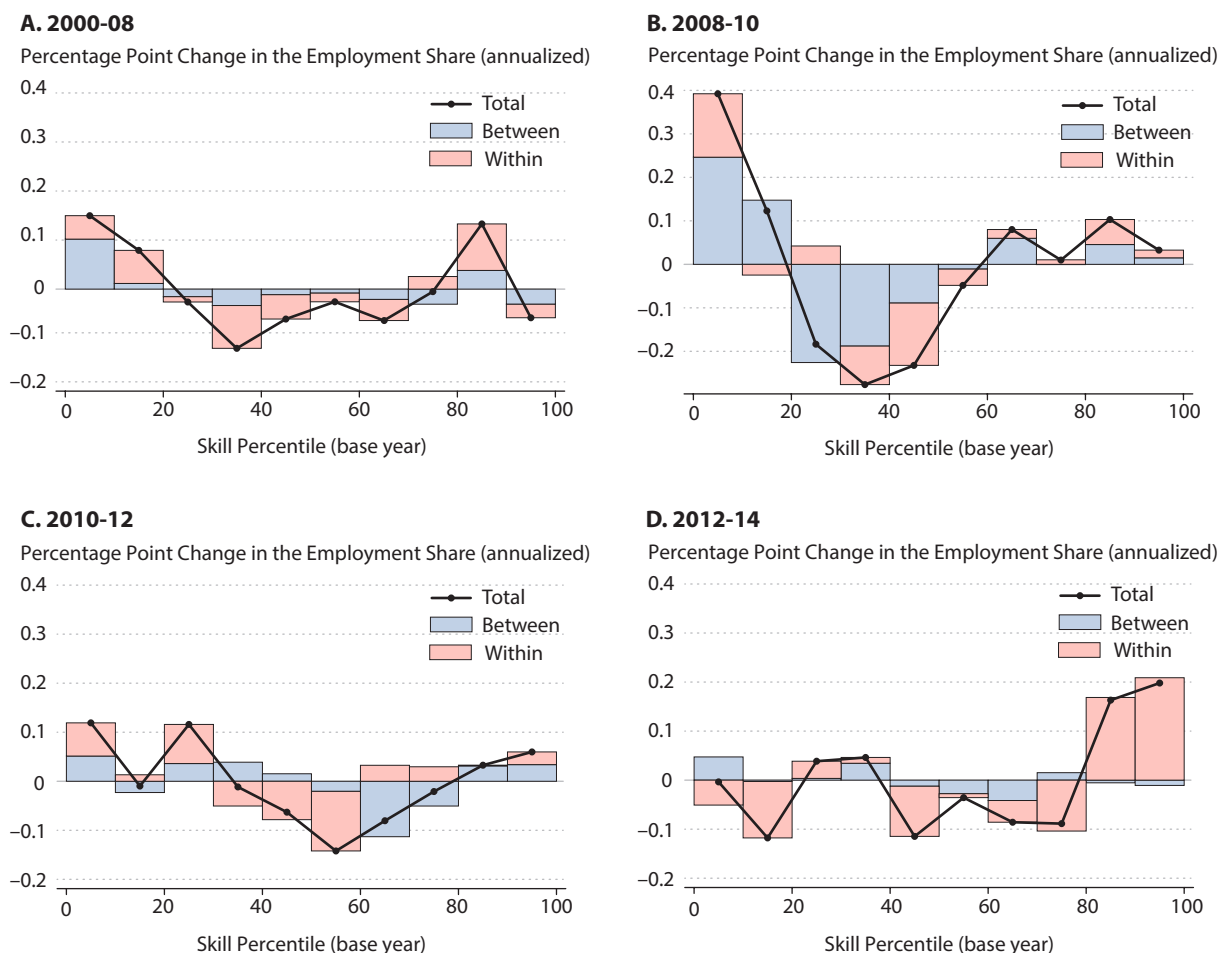 A. 2000-08
Percentage Point Change in the Employment Share (annualized)
0.4
0.3
0.2
0.1
0
−0.1
−0.2
Total
Between
Within
0 20 40 60 80 100
Skill Percentile (base year)
B. 2008-10
Percentage Point Change in the Employment Share (annualized)
0.4
0.3
0.2
0.1
0
−0.1
−0.2
Total
Between
Within
0 20 40 60 80 100
Skill Percentile (base year)
C. 2010-12
Percentage Point Change in the Employment Share (annualized)
0.4
0.3
0.2
0.1
0
−0.1
−0.2
Total
Between
Within
0 20 40 60 80 100
Skill Percentile (base year)
D. 2012-14
Percentage Point Change in the Employment Share (annualized)
0.4
0.3
0.2
0.1
0
−0.1
−0.2
Total
Between
Within
0 20 40 60 80 100
Skill Percentile (base year)